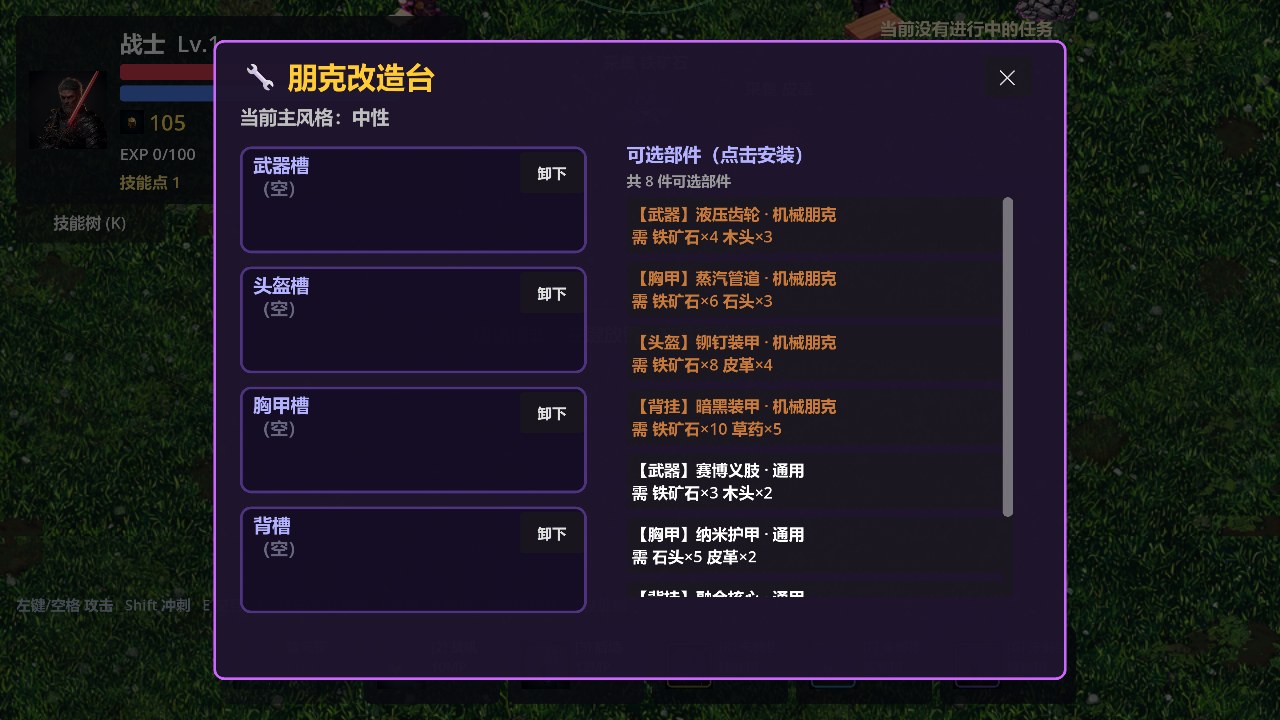 战士 Lv.1
105
EXP 0/100
技能点 1
技能树 (K)
当前没有进行中的任务
朋克改造台
当前主风格：中性
武器槽
（空）
卸下
头盔槽
（空）
卸下
胸甲槽
（空）
卸下
背槽
（空）
卸下
可选部件（点击安装）
共 8 件可选部件
【武器】液压齿轮 · 机械朋克
需 铁矿石×4 木头×3
【胸甲】蒸汽管道 · 机械朋克
需 铁矿石×6 石头×3
【头盔】铆钉装甲 · 机械朋克
需 铁矿石×8 皮革×4
【背挂】暗黑装甲 · 机械朋克
需 铁矿石×10 草药×5
【武器】赛博义肢 · 通用
需 铁矿石×3 木头×2
【胸甲】纳米护甲 · 通用
需 石头×5 皮革×2
【背挂】融合核心 · 通用
左键/空格 攻击 Shift 冲刺 E